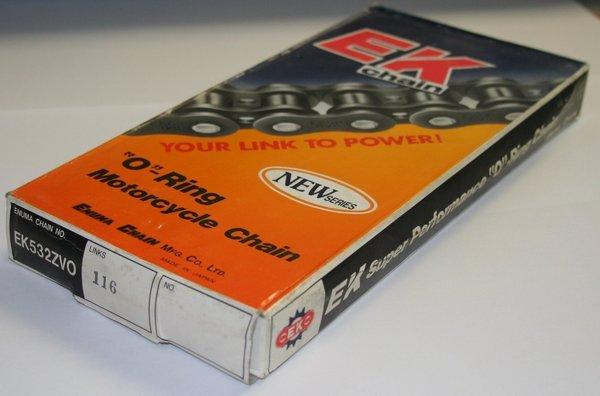 EK
chain
YOUR LINK TO POWER!
"O"-Ring
Motorcycle Chain
NEW SERIES
ENUMA CHAIN MFG. CO., LTD.
MADE IN JAPAN
ENUMA CHAIN NO.
EK532ZVO
LINKS
116
NO.
EK
EK Super Performance "O"-Ring Chain